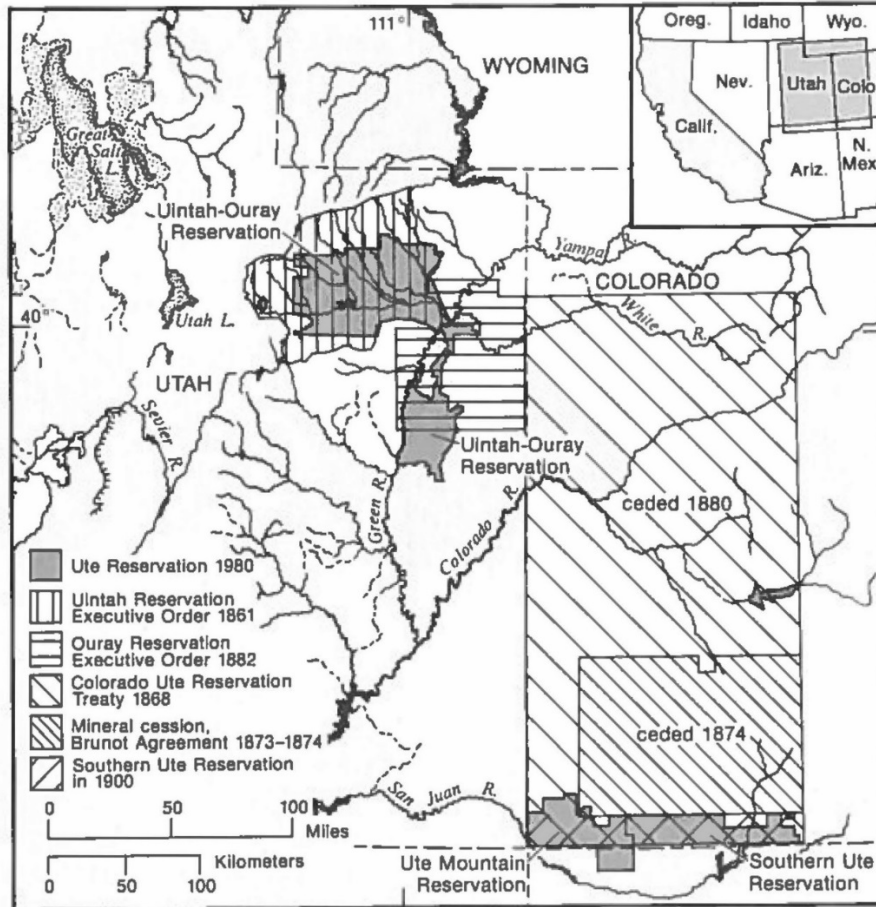 111°
WYOMING
Oreg.
Idaho
Wyo.
Nev.
Utah
Colo
Calif.
Ariz.
N.
Mex
Great
Salt
L.
Uintah-Ouray
Reservation
Yampa R.
COLORADO
White R.
40°
Utah L.
UTAH
Sevier R.
Uintah-Ouray
Reservation
Green R.
Colorado R.
ceded 1880
ceded 1874
San Juan R.
Ute Mountain
Reservation
Southern Ute
Reservation
Ute Reservation 1980
Uintah Reservation
Executive Order 1861
Ouray Reservation
Executive Order 1882
Colorado Ute Reservation
Treaty 1868
Mineral cession,
Brunot Agreement 1873–1874
Southern Ute Reservation
in 1900
0 50 100
Miles
Kilometers
0 50 100